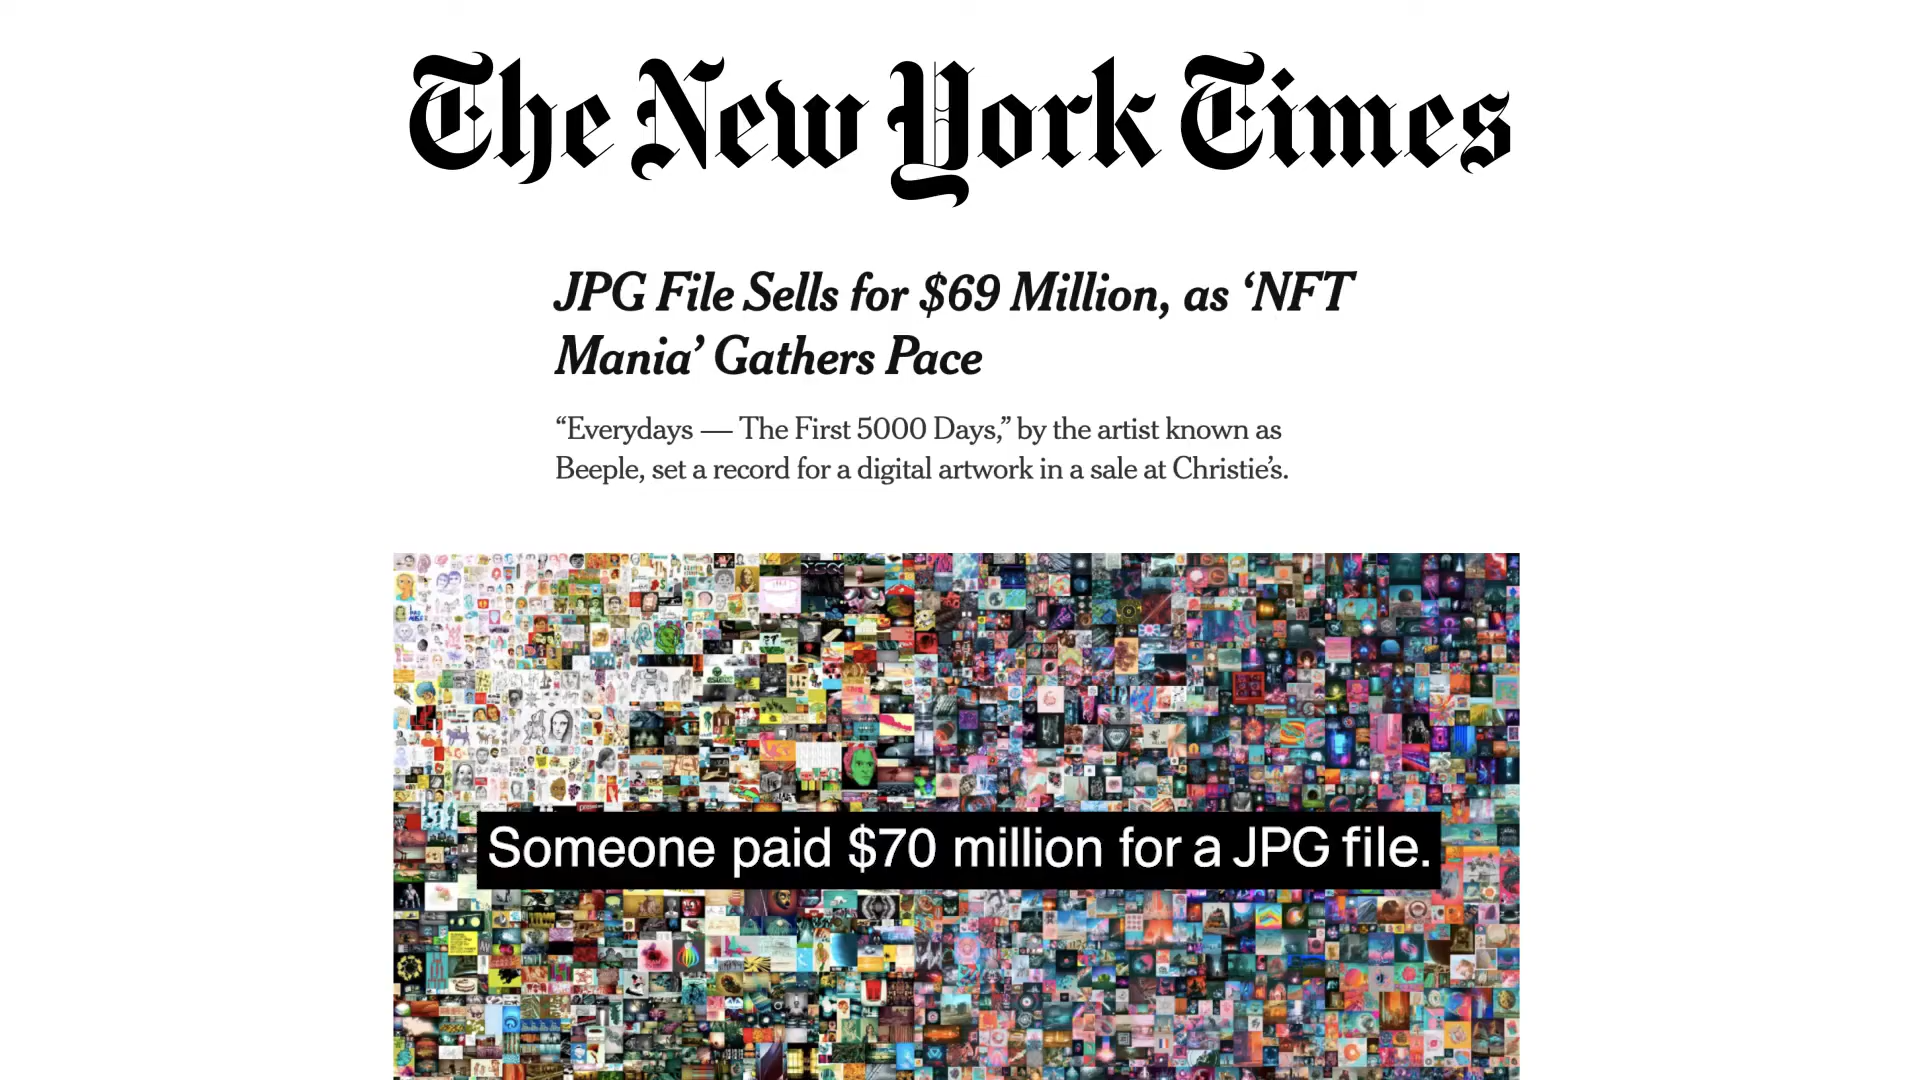 The New York Times
JPG File Sells for $69 Million, as ‘NFT
Mania’ Gathers Pace
“Everydays — The First 5000 Days,” by the artist known as
Beeple, set a record for a digital artwork in a sale at Christie’s.
Someone paid $70 million for a JPG file.